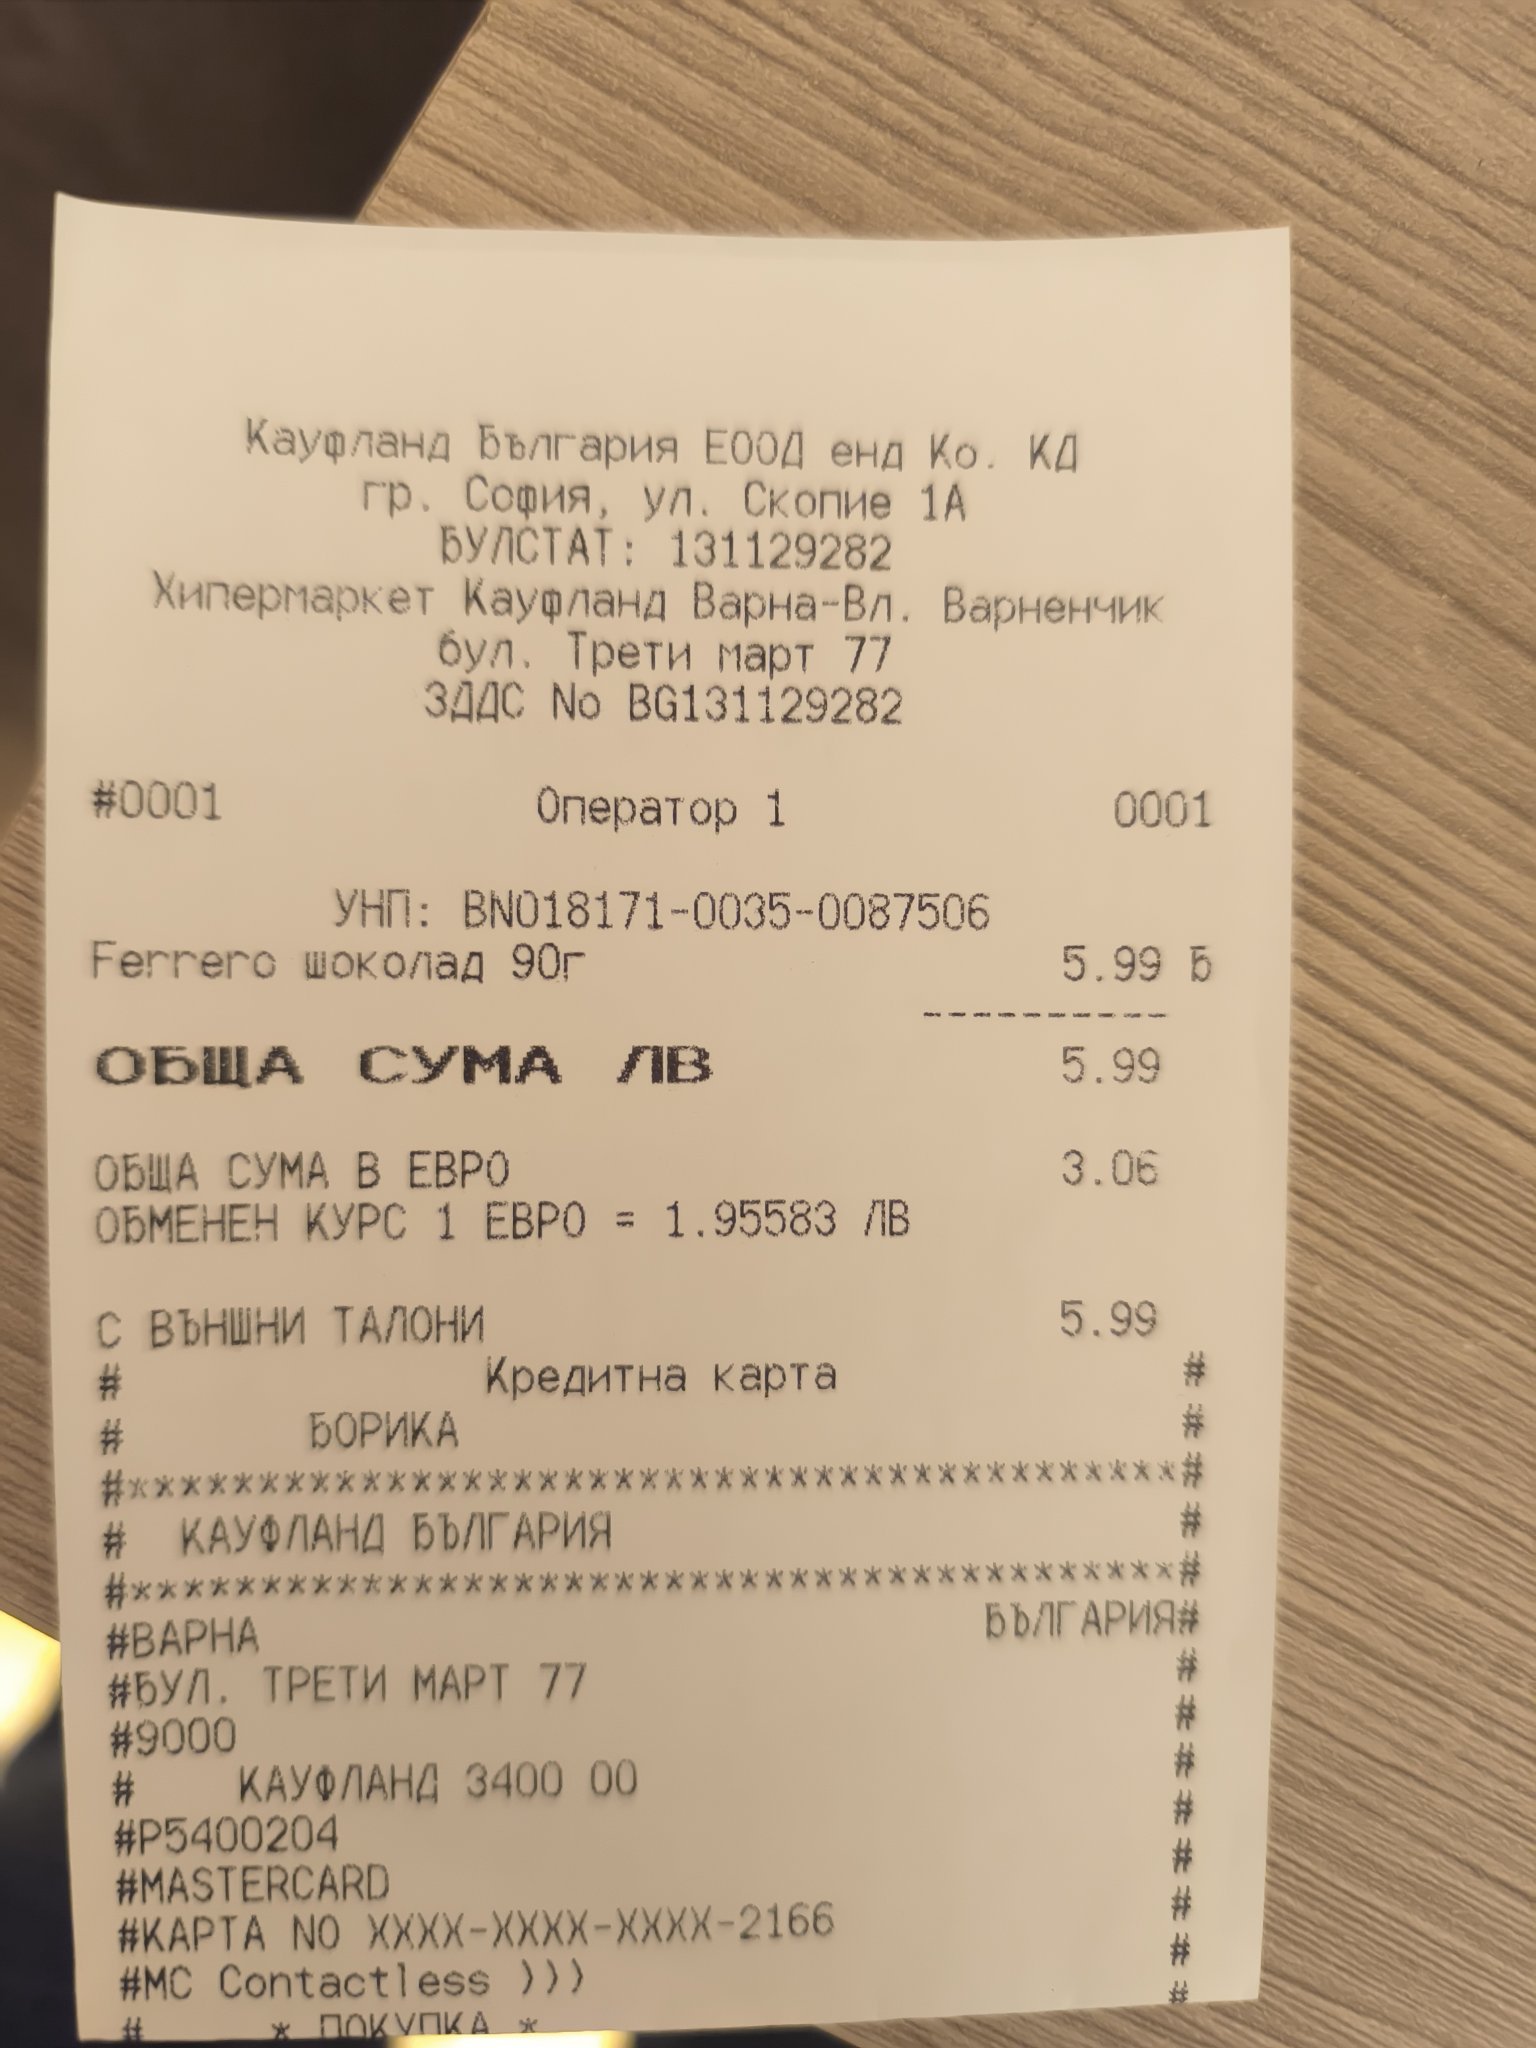 Кауфланд България ЕООД енд Ко. КД
гр. София, ул. Скопие 1А
БУЛСТАТ: 131129282
Хипермаркет Кауфланд Варна-Вл. Варненчик
бул. Трети март 77
ЗДДС No BG131129282
#0001 Оператор 1 0001
УНП: BN018171-0035-0087506
Ferrero шоколад 90г 5.99 Б
----------
ОБЩА СУМА ЛВ 5.99
ОБЩА СУМА В ЕВРО 3.06
ОБМЕНЕН КУРС 1 ЕВРО = 1.95583 ЛВ
С ВЪНШНИ ТАЛОНИ 5.99
# Кредитна карта #
# БОРИКА #
#*****************************************#
# КАУФЛАНД БЪЛГАРИЯ #
#*****************************************#
#ВАРНА БЪЛГАРИЯ#
#БУЛ. ТРЕТИ МАРТ 77 #
#9000 #
# КАУФЛАНД 3400 00 #
#P5400204 #
#MASTERCARD #
#КАРТА NO XXXX-XXXX-XXXX-2166 #
#MC Contactless ))) #
# * ПОКУПКА * #